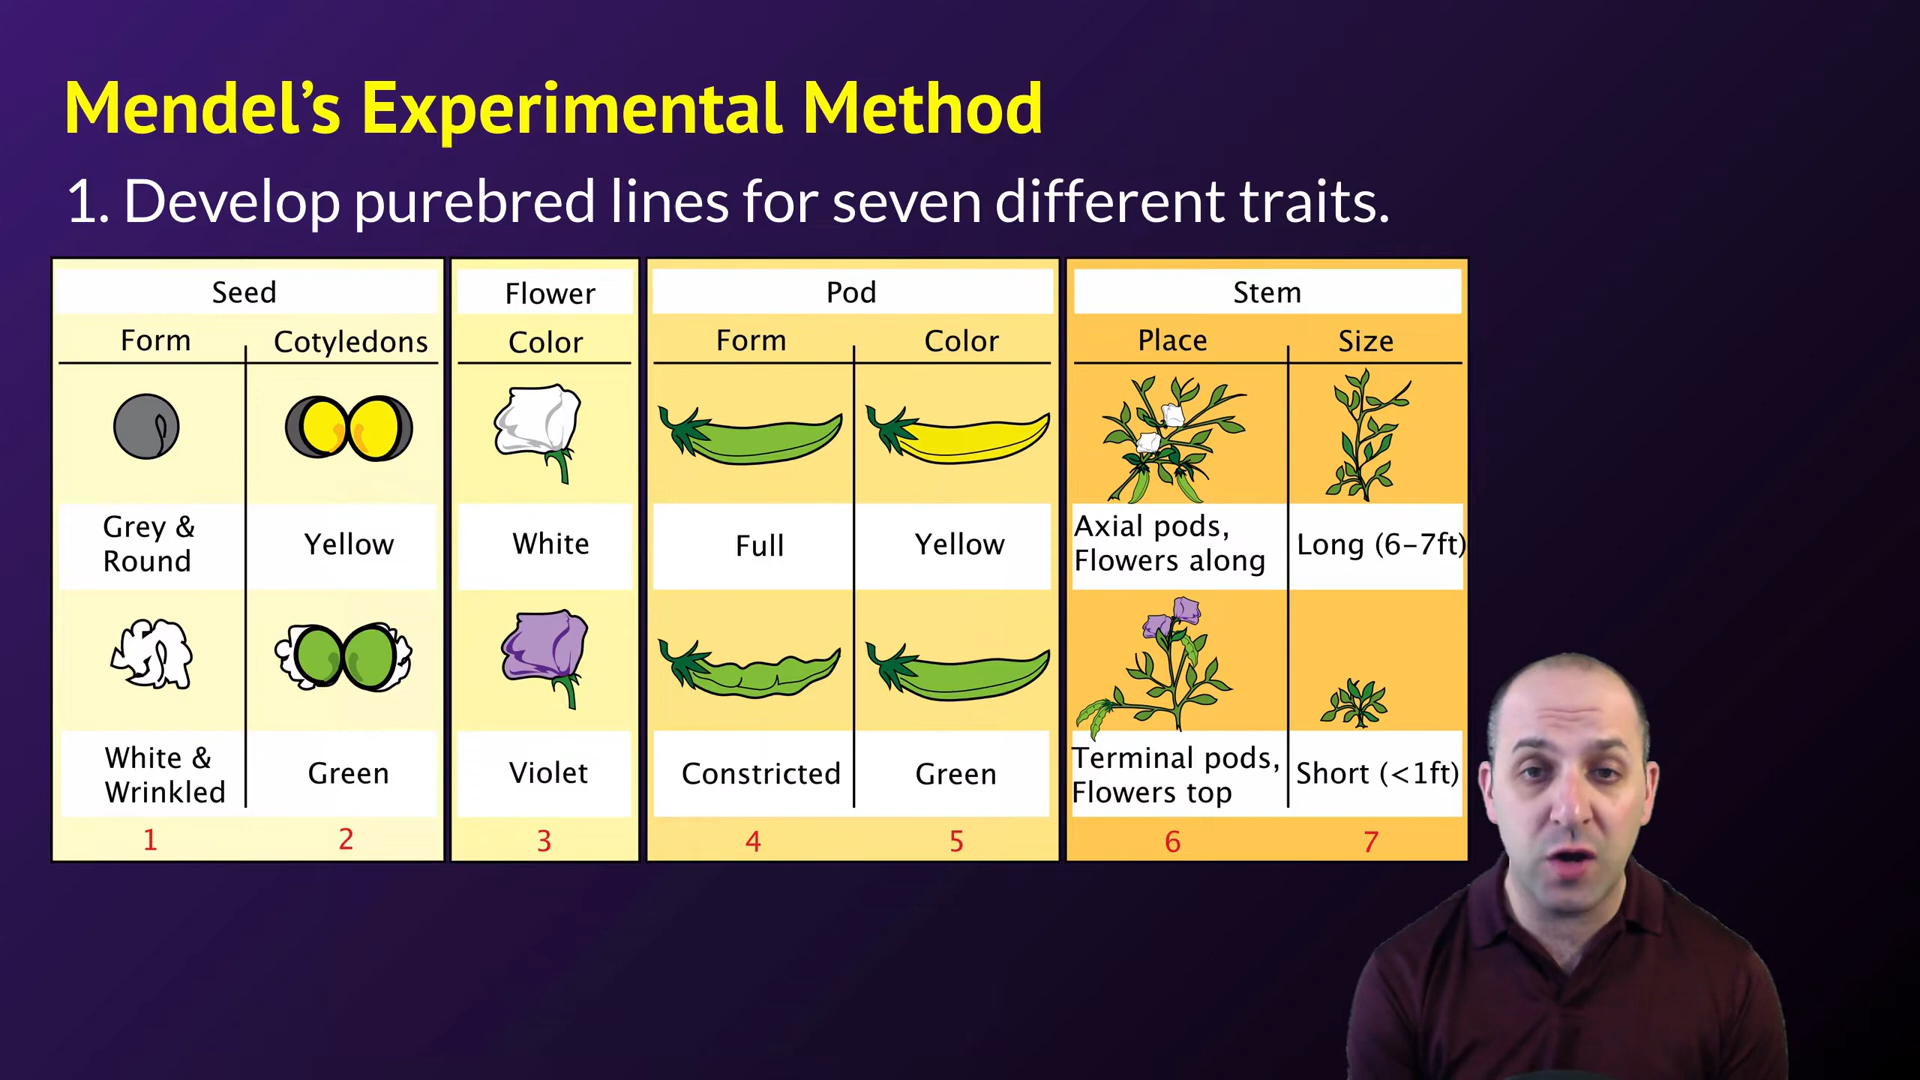 Mendel’s Experimental Method
1. Develop purebred lines for seven different traits.
Seed
Flower
Pod
Stem
Form
Cotyledons
Color
Form
Color
Place
Size
Grey &
Round
Yellow
White
Full
Yellow
Axial pods,
Flowers along
Long (6-7ft)
White &
Wrinkled
Green
Violet
Constricted
Green
Terminal pods,
Flowers top
Short (<1ft)
1
2
3
4
5
6
7